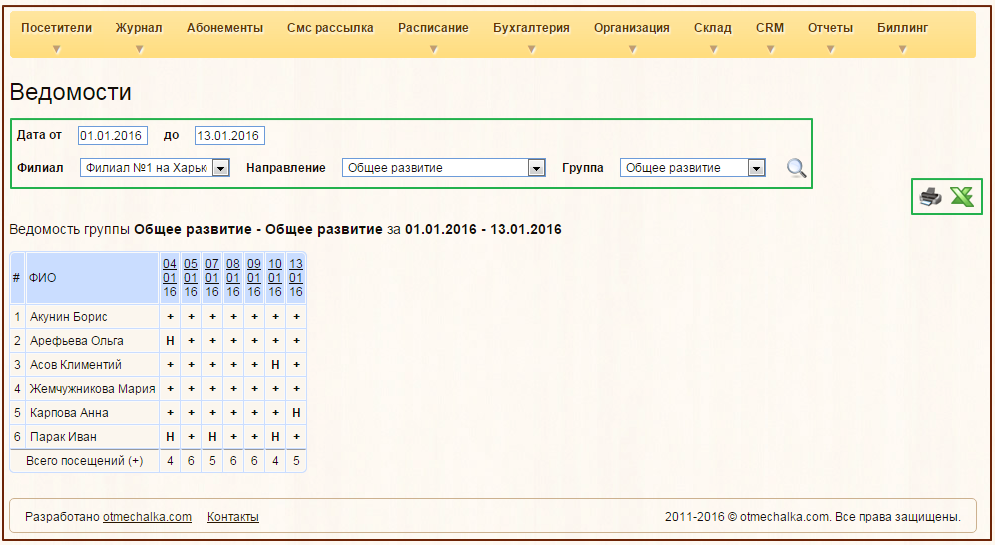 Посетители Журнал Абонементы Смс рассылка Расписание Бухгалтерия Организация Склад CRM Отчеты Биллинг
Ведомости
Дата от 01.01.2016 до 13.01.2016
Филиал Филиал №1 на Харьк Направление Общее развитие Группа Общее развитие
Ведомость группы Общее развитие - Общее развитие за 01.01.2016 - 13.01.2016
# ФИО 04 05 07 08 09 10 13
01 01 01 01 01 01 01
16 16 16 16 16 16 16
1 Акунин Борис + + + + + + +
2 Арефьева Ольга Н + + + + + +
3 Асов Климентий + + + + + Н +
4 Жемчужникова Мария + + + + + + +
5 Карпова Анна + + + + + + Н
6 Парак Иван Н + Н + + Н +
Всего посещений (+) 4 6 5 6 6 4 5
Разработано otmechalka.com Контакты 2011-2016 © otmechalka.com. Все права защищены.